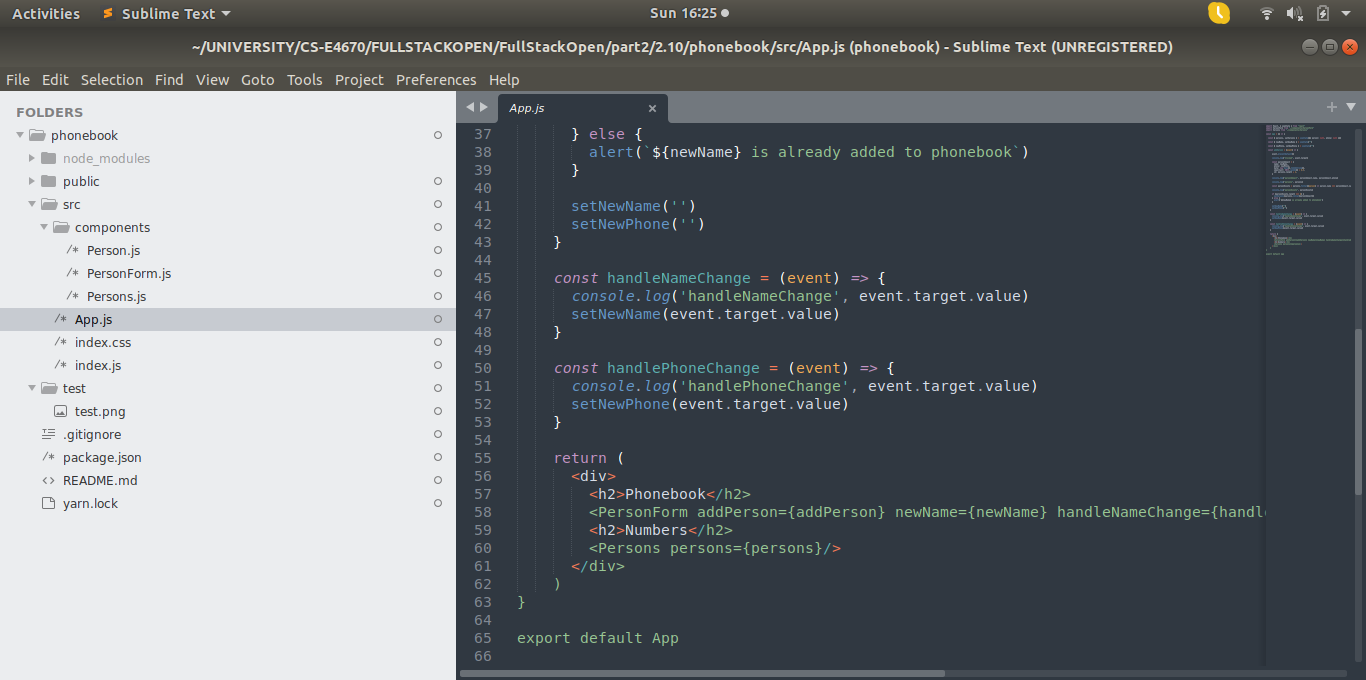 Activities Sublime Text Sun 16:25
~/UNIVERSITY/CS-E4670/FULLSTACKOPEN/FullStackOpen/part2/2.10/phonebook/src/App.js (phonebook) - Sublime Text (UNREGISTERED)
File Edit Selection Find View Goto Tools Project Preferences Help
FOLDERS
phonebook
node_modules
public
src
components
/* Person.js
/* PersonForm.js
/* Persons.js
/* App.js
/* index.css
/* index.js
test
test.png
.gitignore
/* package.json
<> README.md
yarn.lock
App.js
37 } else {
38 alert(`${newName} is already added to phonebook`)
39 }
40
41 setNewName('')
42 setNewPhone('')
43 }
44
45 const handleNameChange = (event) => {
46 console.log('handleNameChange', event.target.value)
47 setNewName(event.target.value)
48 }
49
50 const handlePhoneChange = (event) => {
51 console.log('handlePhoneChange', event.target.value)
52 setNewPhone(event.target.value)
53 }
54
55 return (
56 <div>
57 <h2>Phonebook</h2>
58 <PersonForm addPerson={addPerson} newName={newName} handleNameChange={handl
59 <h2>Numbers</h2>
60 <Persons persons={persons}/>
61 </div>
62 )
63 }
64
65 export default App
66